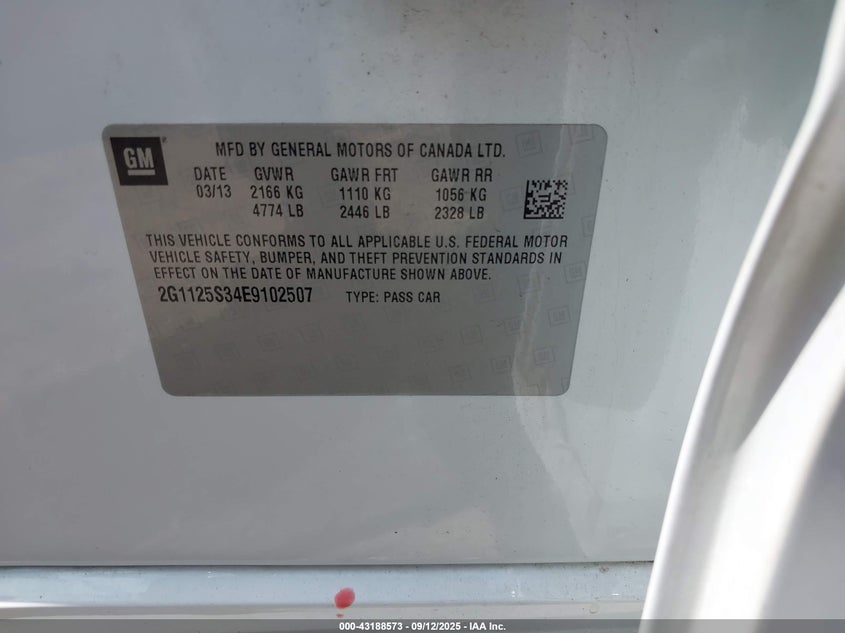 GM
MFD BY GENERAL MOTORS OF CANADA LTD.
DATE GVWR GAWR FRT GAWR RR
03/13 2166 KG 1110 KG 1056 KG
4774 LB 2446 LB 2328 LB
THIS VEHICLE CONFORMS TO ALL APPLICABLE U.S. FEDERAL MOTOR
VEHICLE SAFETY, BUMPER, AND THEFT PREVENTION STANDARDS IN
EFFECT ON THE DATE OF MANUFACTURE SHOWN ABOVE.
2G1125S34E9102507 TYPE: PASS CAR
000-43188573 - 09/12/2025 - IAA Inc.